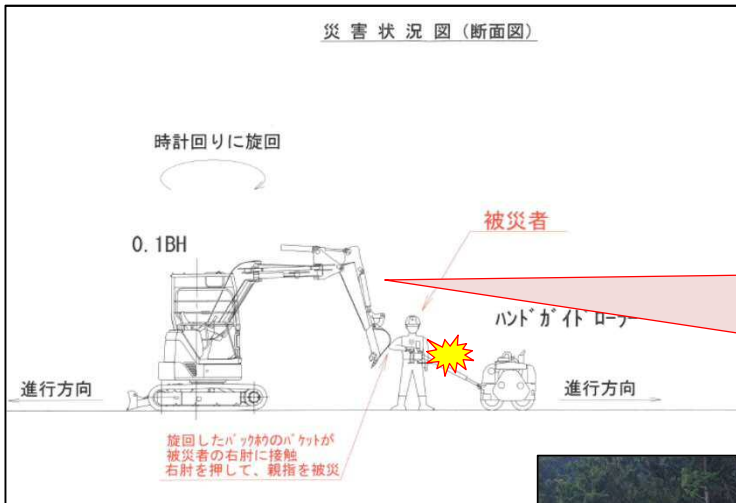 災 害 状 況 図 (断面図)
時計回りに旋回
0.1BH
被災者
ハンドガイドローラー
進行方向
進行方向
旋回したバックホウのバケットが
被災者の右肘に接触
右肘を押して、親指を被災